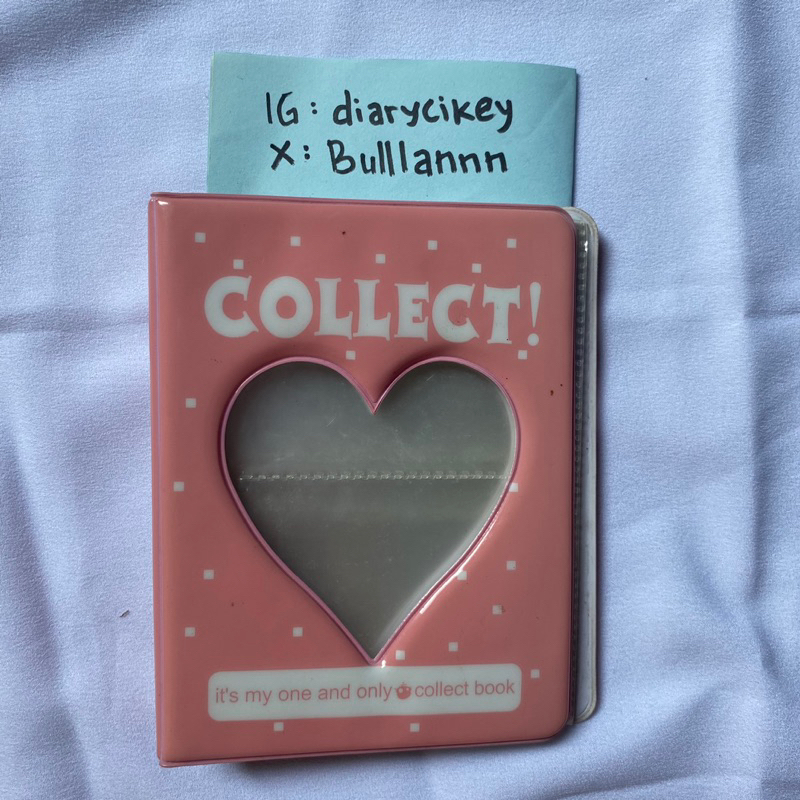 IG: diarycikey
X: Bulllannn
COLLECT!
it's my one and only collect book